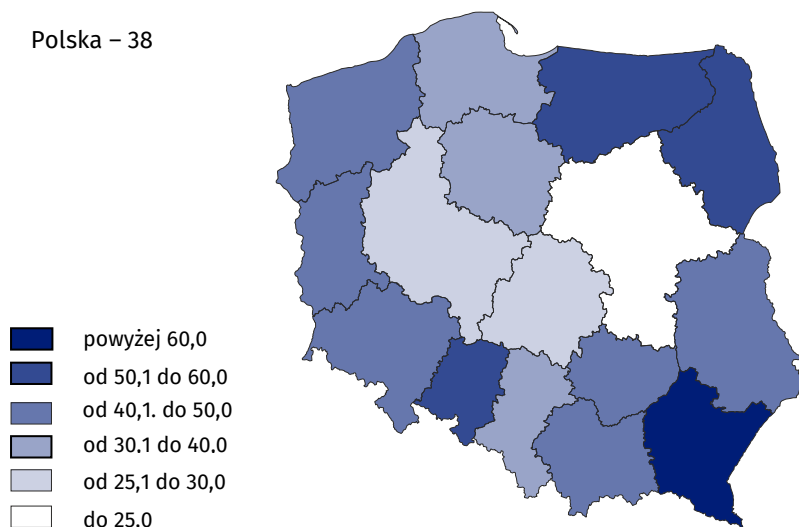 Polska – 38
powyżej 60,0
od 50,1 do 60,0
od 40,1. do 50,0
od 30.1 do 40.0
od 25,1 do 30,0
do 25.0